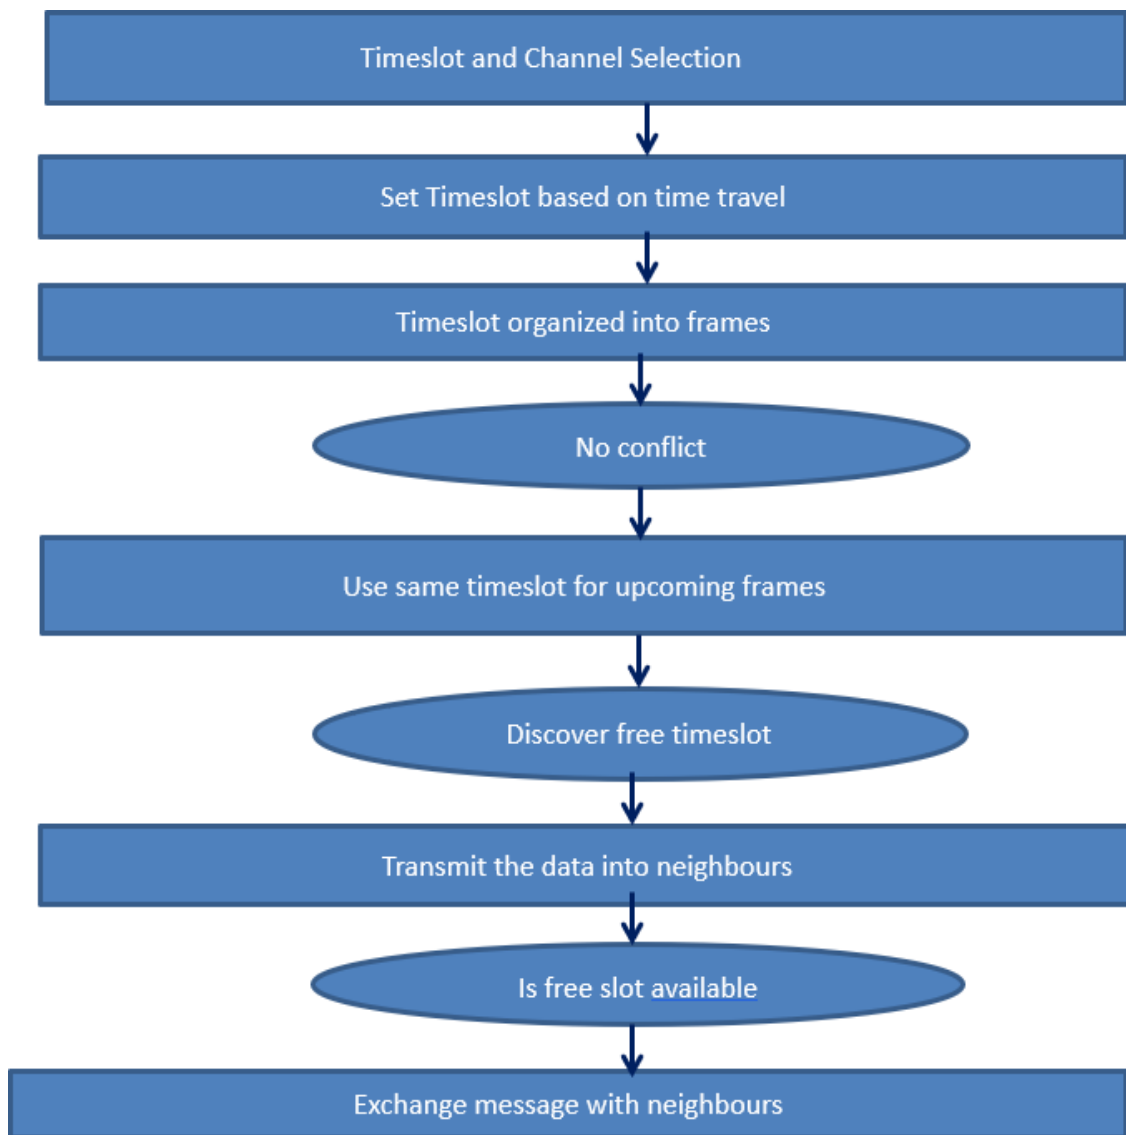 Timeslot and Channel Selection
Set Timeslot based on time travel
Timeslot organized into frames
No conflict
Use same timeslot for upcoming frames
Discover free timeslot
Transmit the data into neighbours
Is free slot available
Exchange message with neighbours